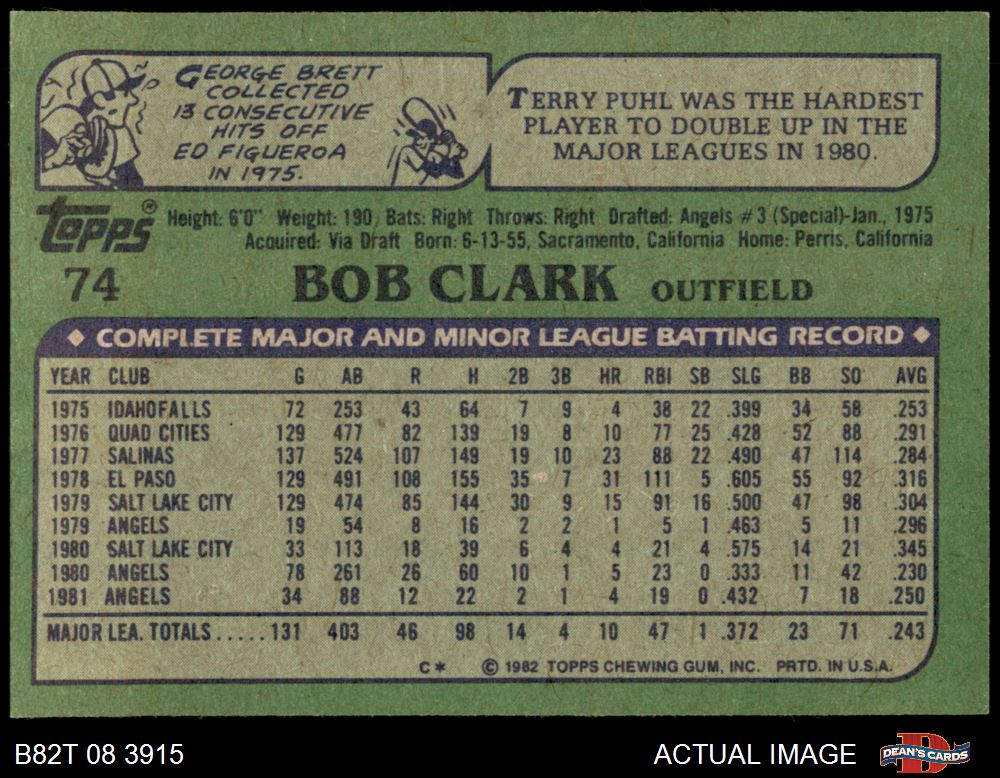 GEORGE BRETT
COLLECTED
13 CONSECUTIVE
HITS OFF
ED FIGUEROA
IN 1975.
TERRY PUHL WAS THE HARDEST
PLAYER TO DOUBLE UP IN THE
MAJOR LEAGUES IN 1980.
topps®
Height: 6'0" Weight: 190 Bats: Right Throws: Right Drafted: Angels #3 (Special)-Jan., 1975
Acquired: Via Draft Born: 6-13-55, Sacramento, California Home: Perris, California
74 BOB CLARK OUTFIELD
◆ COMPLETE MAJOR AND MINOR LEAGUE BATTING RECORD ◆
YEAR CLUB G AB R H 2B 3B HR RBI SB SLG BB SO AVG
1975 IDAHOFALLS 72 253 43 64 7 9 4 38 22 .399 34 58 .253
1976 QUAD CITIES 129 477 82 139 19 8 10 77 25 .428 52 88 .291
1977 SALINAS 137 524 107 149 19 10 23 88 22 .490 47 114 .284
1978 EL PASO 129 491 108 155 35 7 31 111 5 .605 55 92 .316
1979 SALT LAKE CITY 129 474 85 144 30 9 15 91 16 .500 47 98 .304
1979 ANGELS 19 54 8 16 2 2 1 5 1 .463 5 11 .296
1980 SALT LAKE CITY 33 113 18 39 6 4 4 21 4 .575 14 21 .345
1980 ANGELS 78 261 26 60 10 1 5 23 0 .333 11 42 .230
1981 ANGELS 34 88 12 22 2 1 4 19 0 .432 7 18 .250
MAJOR LEA. TOTALS.....131 403 46 98 14 4 10 47 1 .372 23 71 .243
C* © 1982 TOPPS CHEWING GUM, INC. PRTD. IN U.S.A.
B82T 08 3915 ACTUAL IMAGE D DEAN'S CARDS